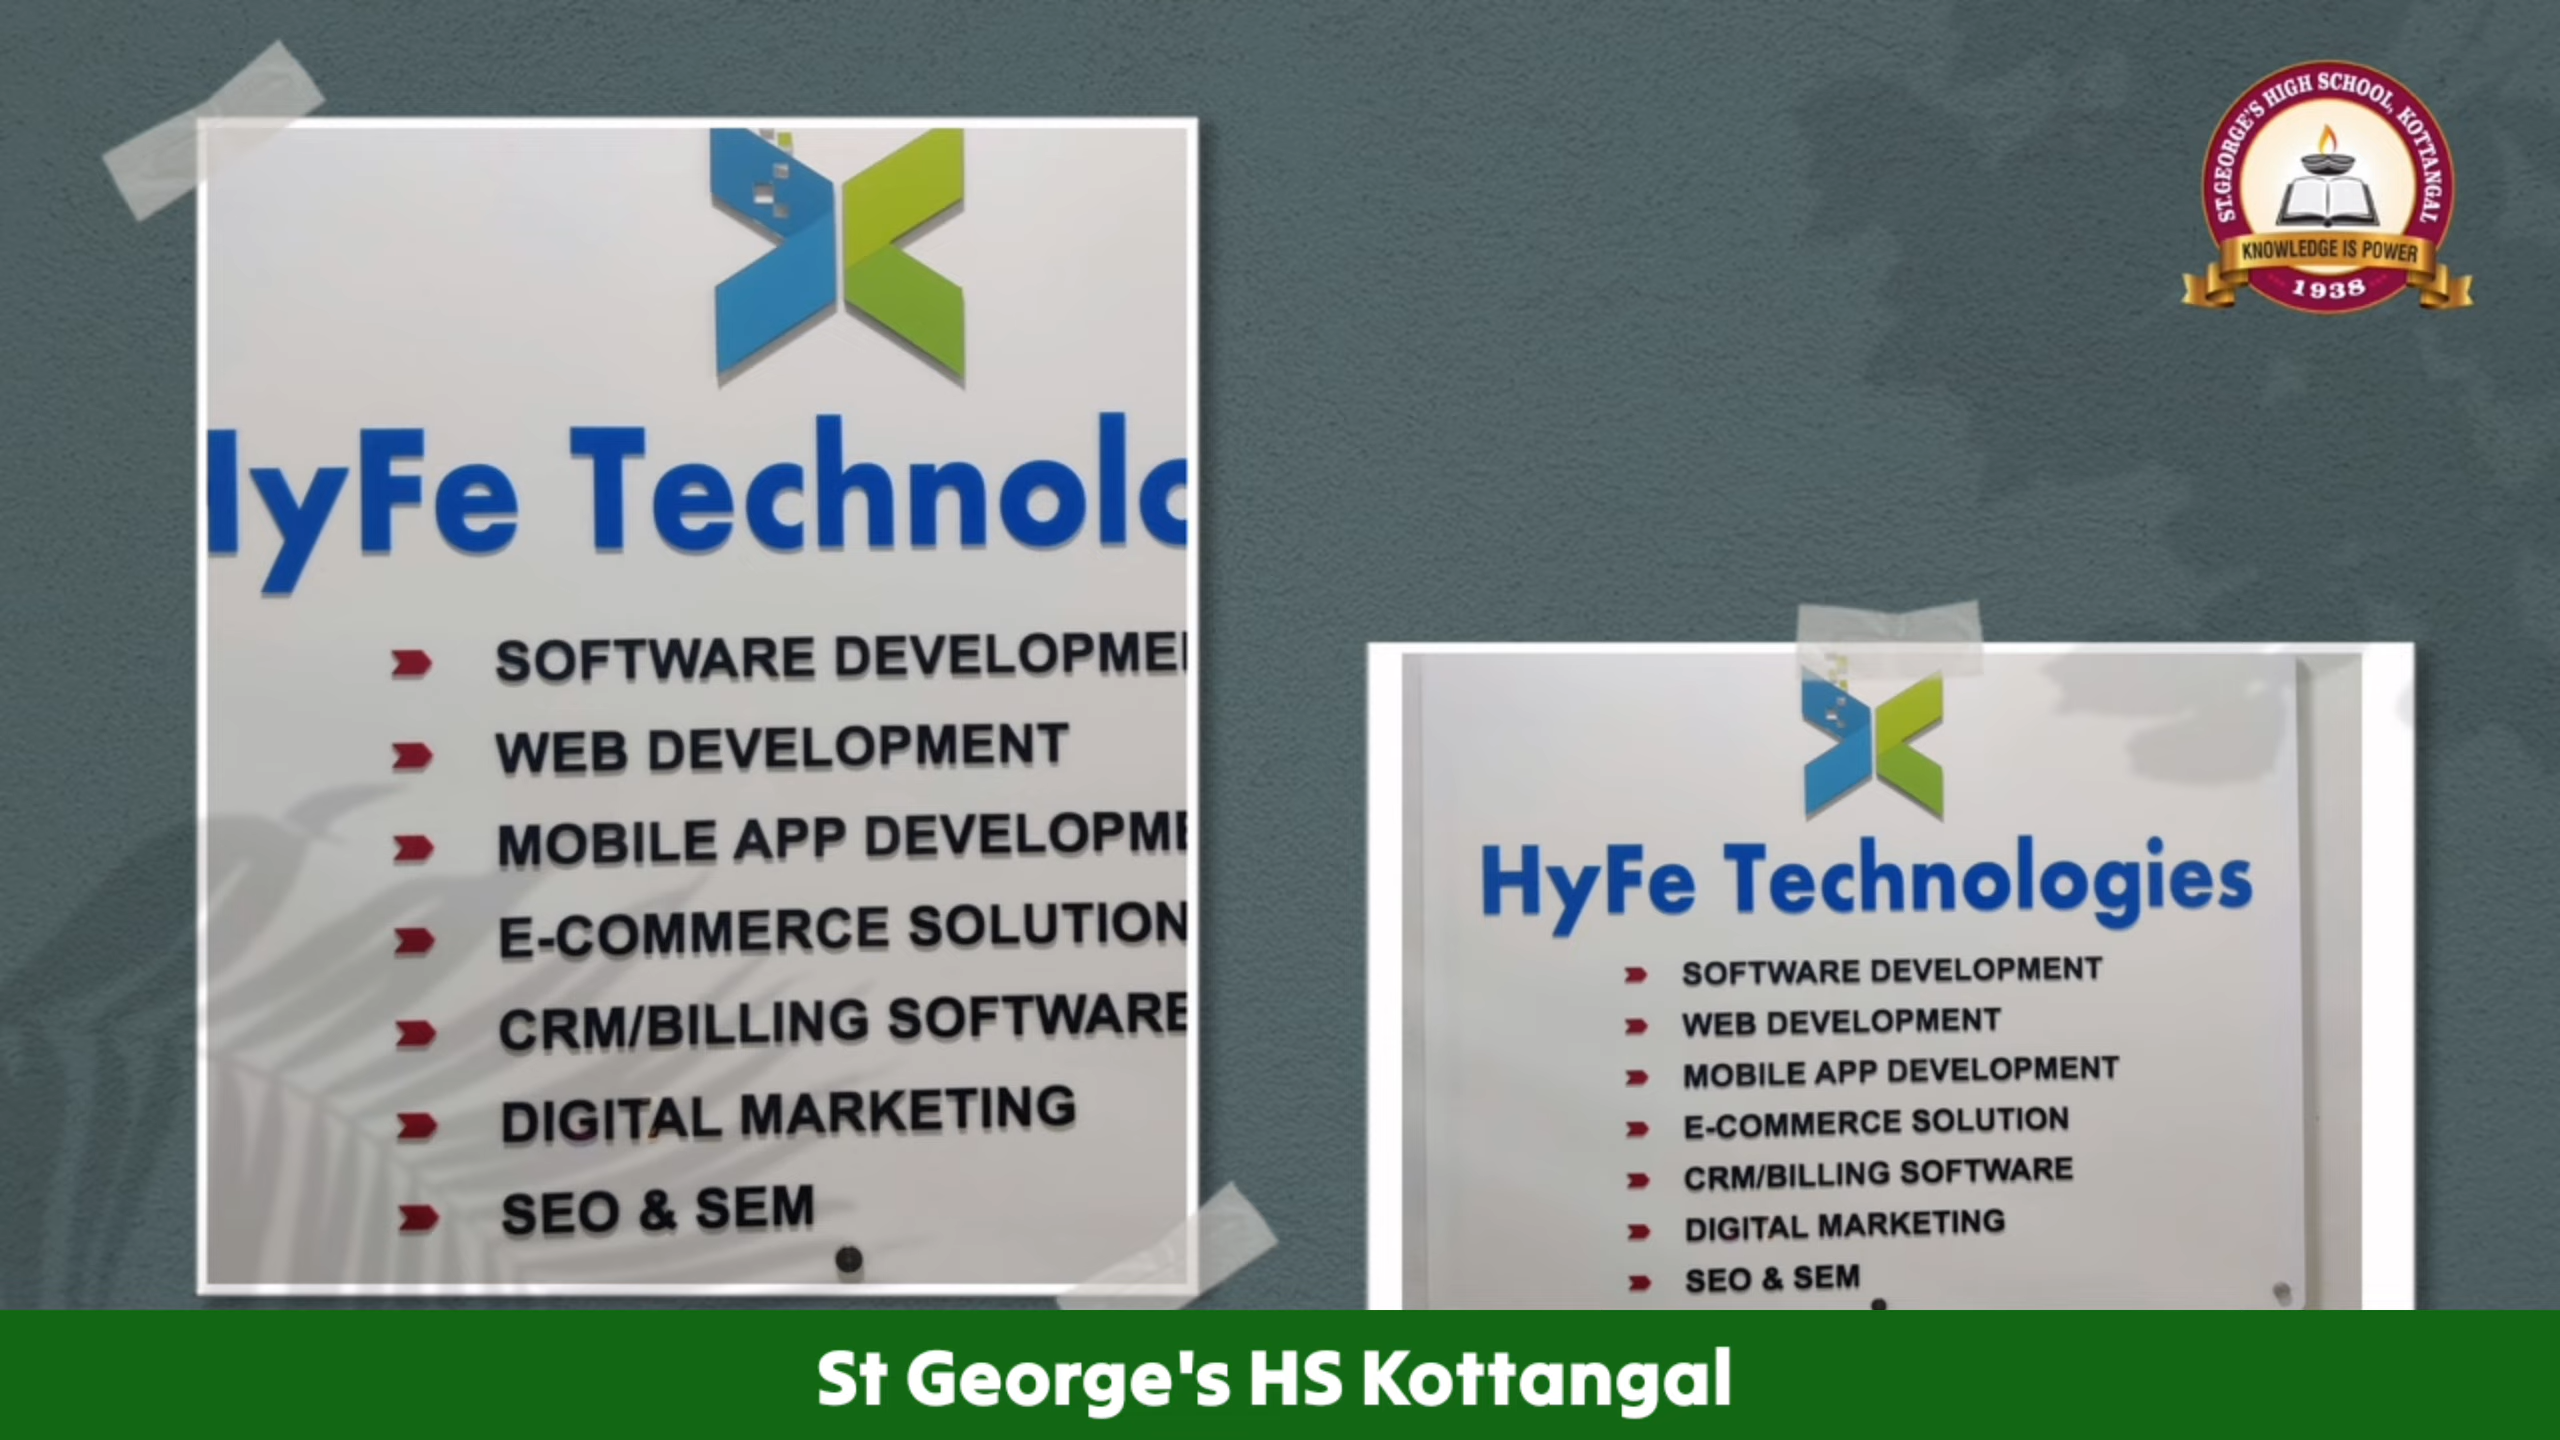 lyFe Technolo
SOFTWARE DEVELOPME
WEB DEVELOPMENT
MOBILE APP DEVELOPME
E-COMMERCE SOLUTION
CRM/BILLING SOFTWARE
DIGITAL MARKETING
SEO & SEM
ST.GEORGE'S HIGH SCHOOL, KOTTANGAL
KNOWLEDGE IS POWER
1938
HyFe Technologies
SOFTWARE DEVELOPMENT
WEB DEVELOPMENT
MOBILE APP DEVELOPMENT
E-COMMERCE SOLUTION
CRM/BILLING SOFTWARE
DIGITAL MARKETING
SEO & SEM
St George's HS Kottangal